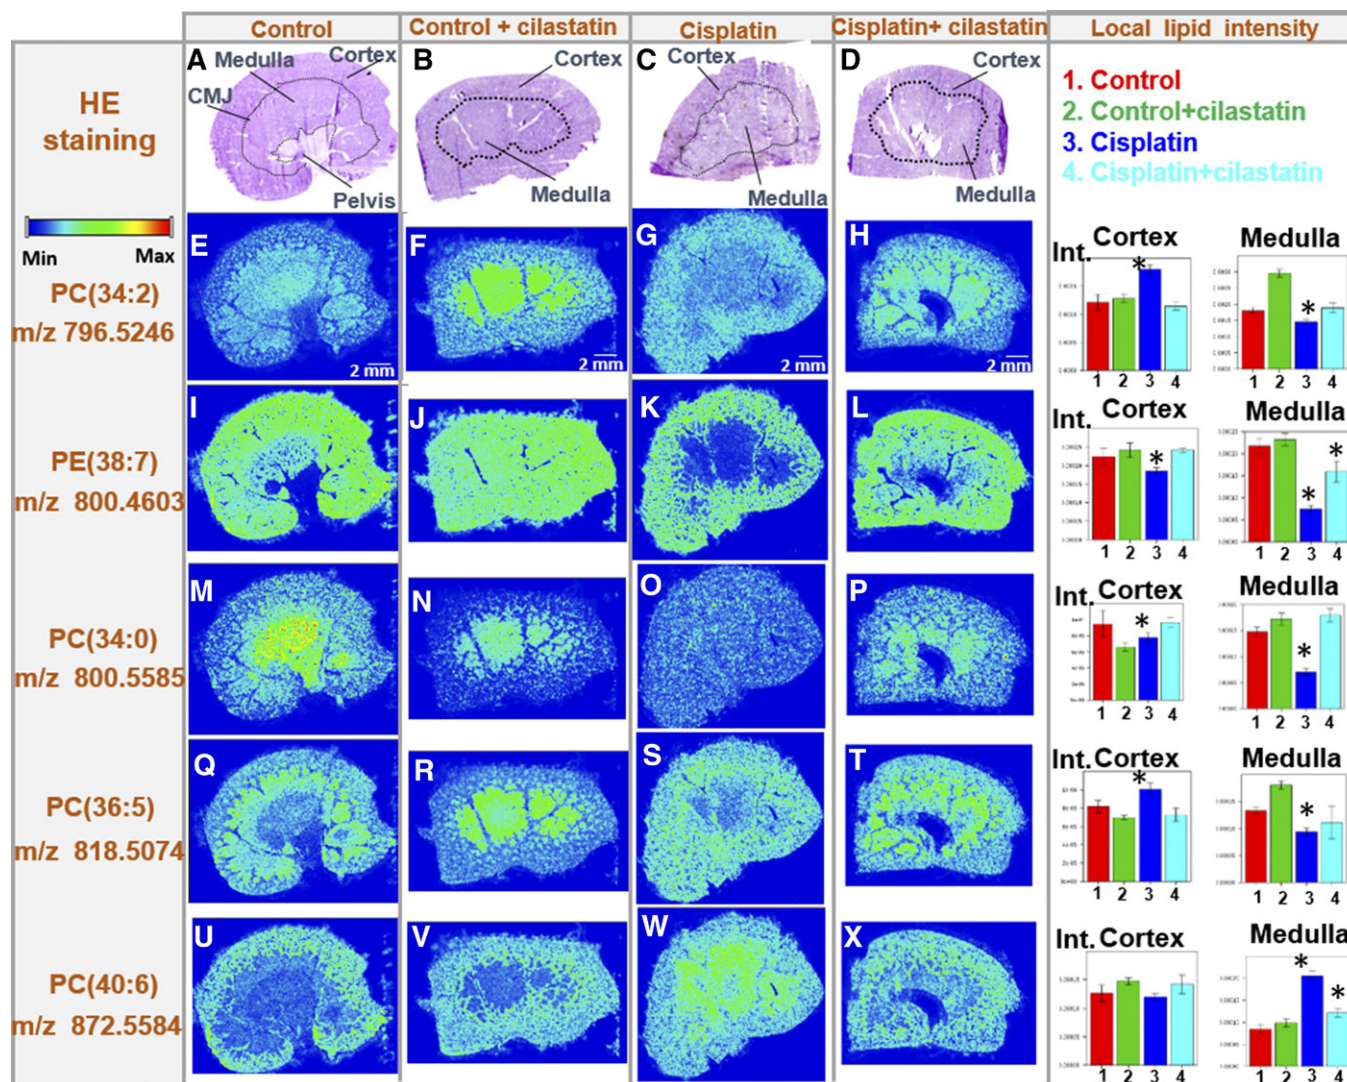 Control
Control + cilastatin
Cisplatin
Cisplatin+ cilastatin
Local lipid intensity
HE
staining
A
Medulla
Cortex
CMJ
Pelvis
B
Cortex
Medulla
C
Cortex
Medulla
D
Cortex
Medulla
1. Control
2. Control+cilastatin
3. Cisplatin
4. Cisplatin+cilastatin
Min
Max
PC(34:2)
m/z 796.5246
E
2 mm
F
2 mm
G
2 mm
H
2 mm
Int.
Cortex
*
1 2 3 4
Medulla
*
1 2 3 4
PE(38:7)
m/z 800.4603
I
J
K
L
Int.
Cortex
*
1 2 3 4
Medulla
*
*
1 2 3 4
PC(34:0)
m/z 800.5585
M
N
O
P
Int.
Cortex
*
1 2 3 4
Medulla
*
1 2 3 4
PC(36:5)
m/z 818.5074
Q
R
S
T
Int.
Cortex
*
1 2 3 4
Medulla
*
1 2 3 4
PC(40:6)
m/z 872.5584
U
V
W
X
Int.
Cortex
1 2 3 4
Medulla
*
*
1 2 3 4